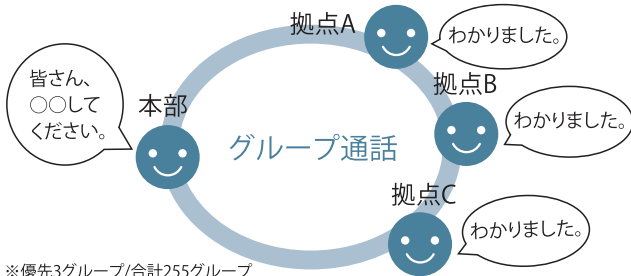 拠点A
わかりました。
皆さん、
○○して
ください。
本部
拠点B
わかりました。
グループ通話
拠点C
わかりました。
※優先3グループ/合計255グループ